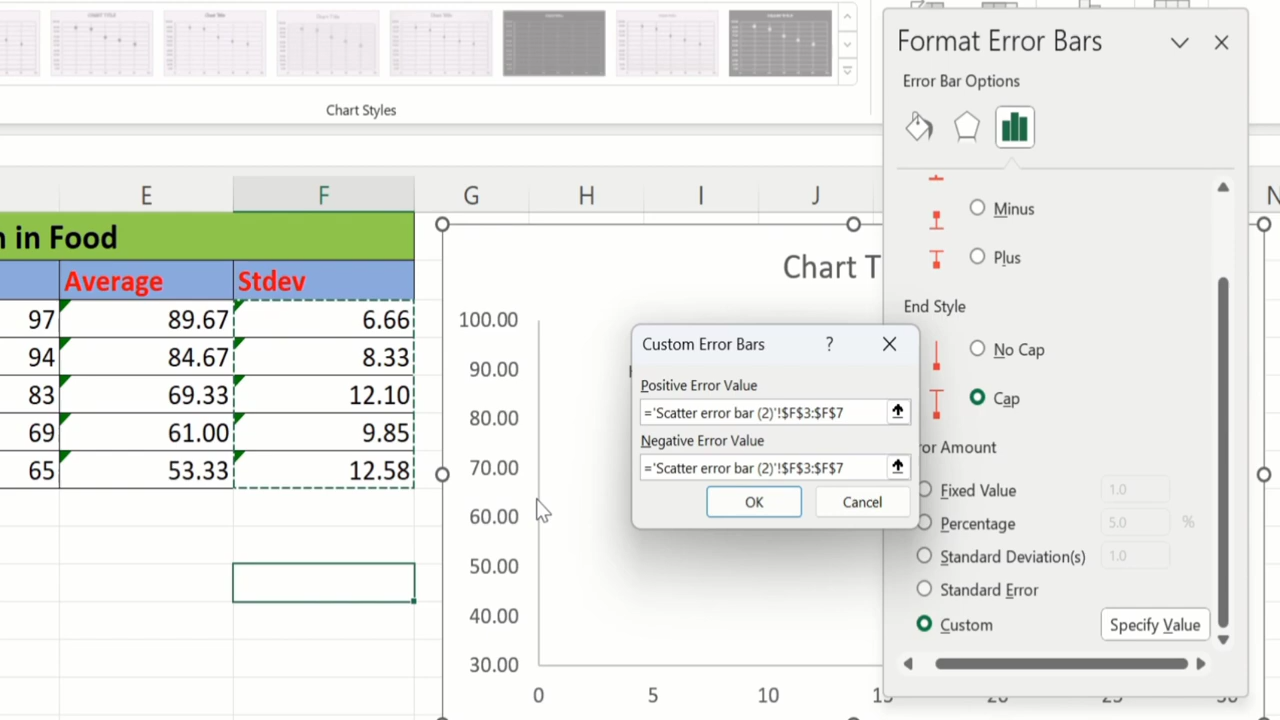 Format Error Bars
Error Bar Options
Chart Styles
E F G H I J N
n in Food
Average Stdev
97 89.67 6.66
94 84.67 8.33
83 69.33 12.10
69 61.00 9.85
65 53.33 12.58
Chart T
100.00
90.00
80.00
70.00
60.00
50.00
40.00
30.00
0 5 10
Custom Error Bars ?
Positive Error Value
='Scatter error bar (2)'!$F$3:$F$7
Negative Error Value
='Scatter error bar (2)'!$F$3:$F$7
OK Cancel
Minus
Plus
End Style
No Cap
Cap
ror Amount
Fixed Value 1.0
Percentage 5.0 %
Standard Deviation(s) 1.0
Standard Error
Custom Specify Value